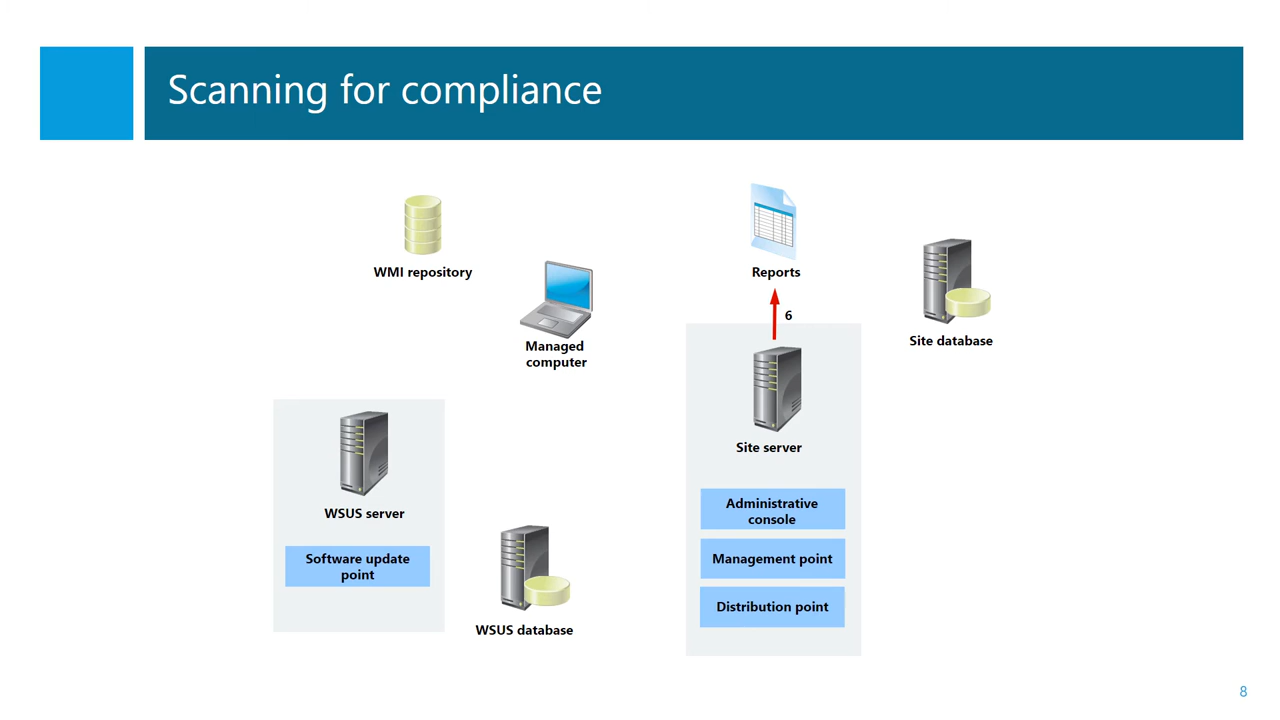 Scanning for compliance
WMI repository
Managed
computer
Reports
6
Site database
Site server
Administrative
console
Management point
Distribution point
WSUS server
Software update
point
WSUS database
8